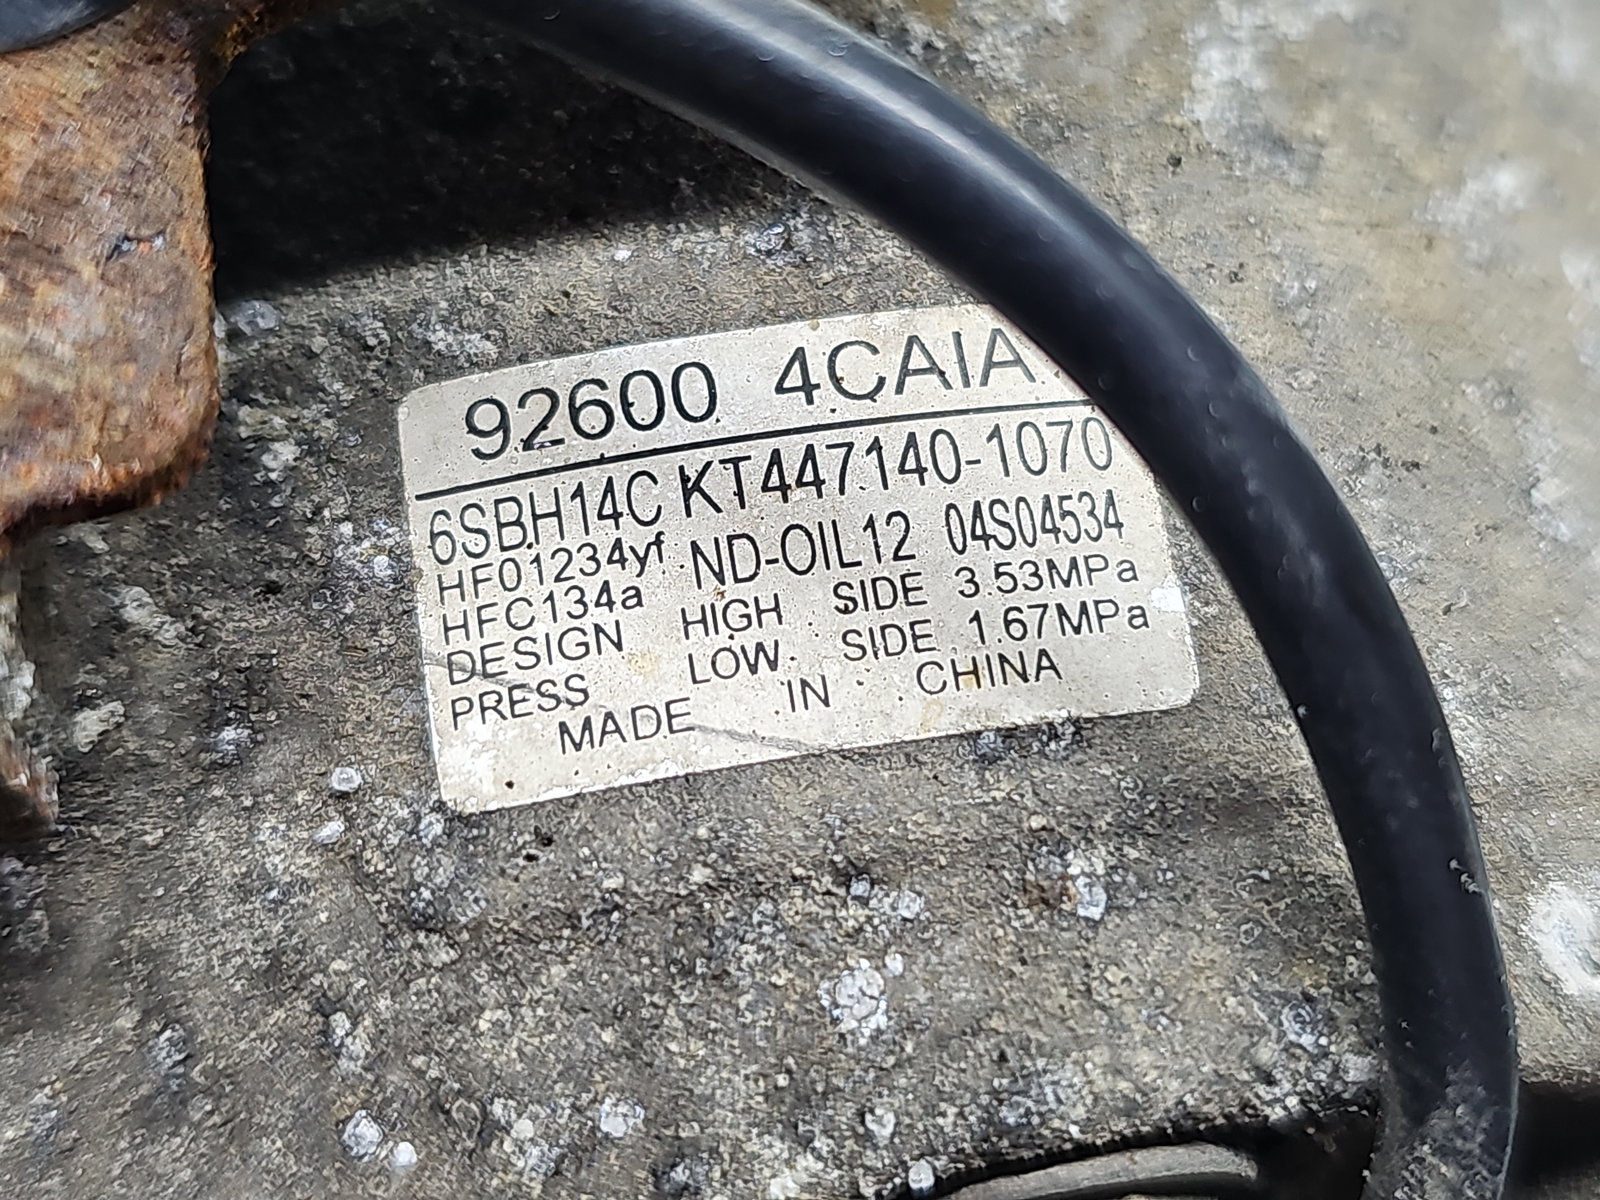 92600 4CAIA
6SBH14C KT447140-1070
HFO1234yf ND-OIL12 04S04534
HFC134a
DESIGN HIGH SIDE 3.53MPa
PRESS LOW SIDE 1.67MPa
MADE IN CHINA